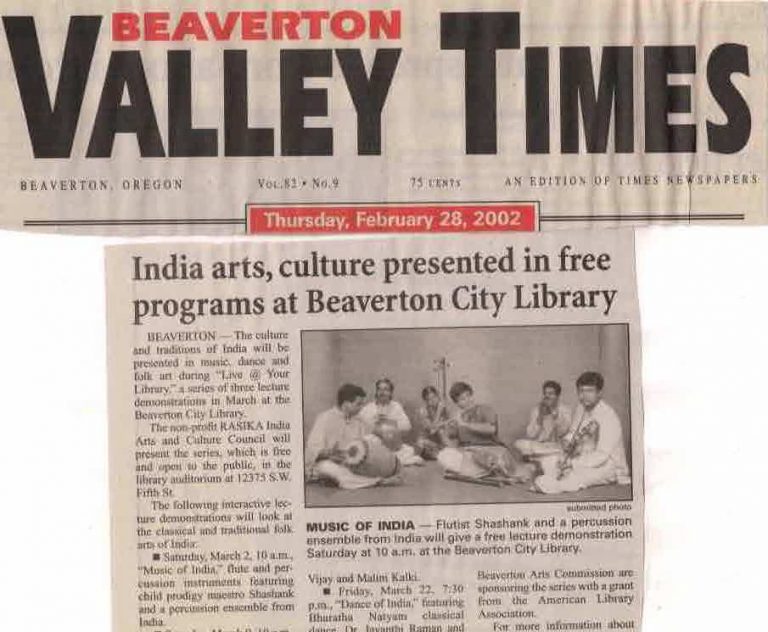 BEAVERTON
VALLEY TIMES
BEAVERTON, OREGON VOL.82 • NO.9 75 CENTS AN EDITION OF TIMES NEWSPAPERS
Thursday, February 28, 2002
India arts, culture presented in free
programs at Beaverton City Library
BEAVERTON — The culture
and traditions of India will be
presented in music, dance and
folk art during "Live @ Your
Library," a series of three lecture
demonstrations in March at the
Beaverton City Library.
The non-profit RASIKA India
Arts and Culture Council will
present the series, which is free
and open to the public, in the
library auditorium at 12375 S.W.
Fifth St.
The following interactive lec-
ture demonstrations will look at
the classical and traditional folk
arts of India:
■ Saturday, March 2, 10 a.m.,
"Music of India," flute and per-
cussion instruments featuring
child prodigy maestro Shashank
and a percussion ensemble from
India.
submitted photo
MUSIC OF INDIA — Flutist Shashank and a percussion
ensemble from India will give a free lecture demonstration
Saturday at 10 a.m. at the Beaverton City Library.
Vijay and Malini Kalki.
■ Friday, March 22, 7:30
p.m., "Dance of India," featuring
Bharatha Natyam classical
dance. Dr. Jayanthi Raman and
Beaverton Arts Commission are
sponsoring the series with a grant
from the American Library
Association.
For more information about